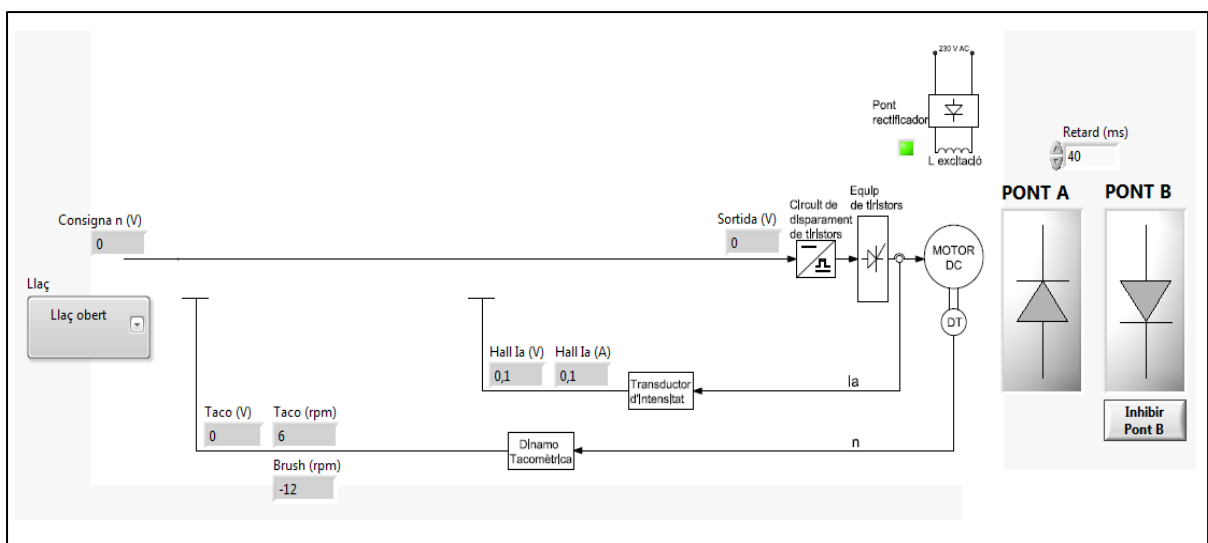 230 V AC
Pont
rectificador
L excitació
Retard (ms)
40
PONT A
PONT B
Consigna n (V)
0
Sortida (V)
0
Circuit de
disparament
de tiristors
Equip
de tiristors
MOTOR
DC
DT
Llaç
Llaç obert
Hall Ia (V)
Hall Ia (A)
0,1
0,1
Transductor
d'intensitat
Ia
Taco (V)
Taco (rpm)
0
6
Dinamo
Tacomètrica
n
Brush (rpm)
-12
Inhibir
Pont B